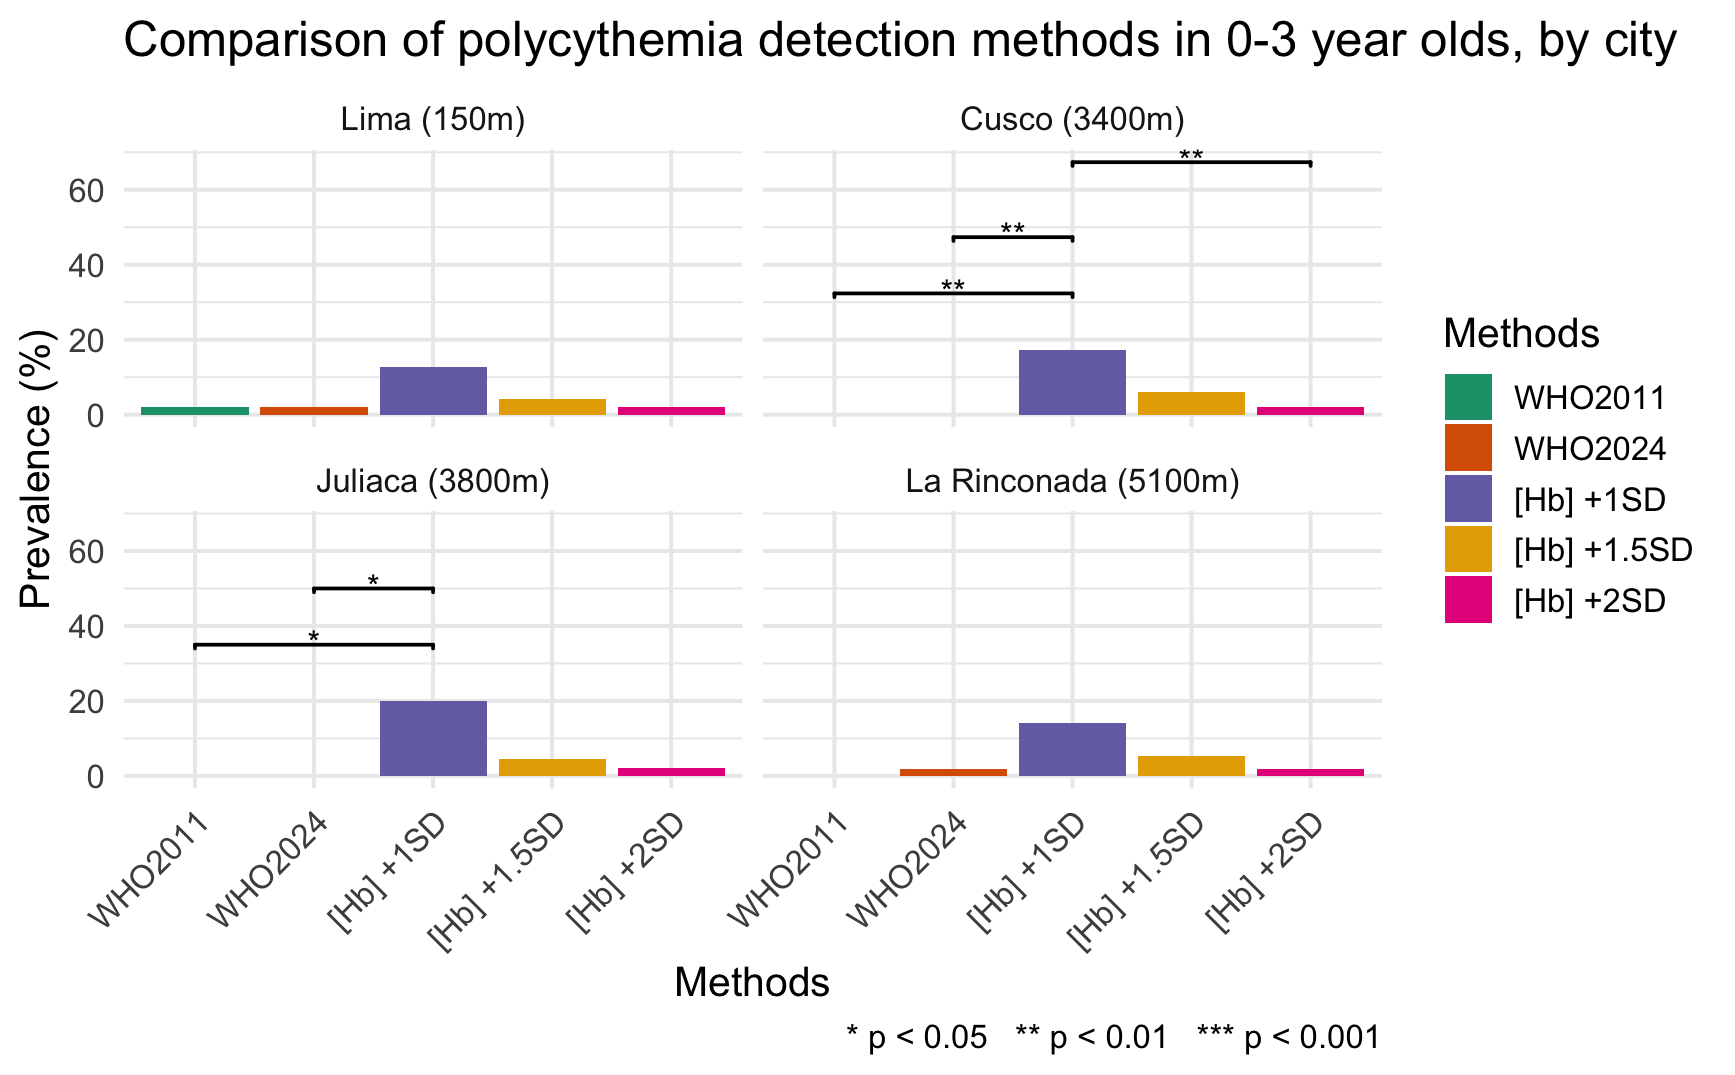 Comparison of polycythemia detection methods in 0-3 year olds, by city
Lima (150m)
Cusco (3400m)
60
40
20
0
**
**
**
Juliaca (3800m)
La Rinconada (5100m)
60
40
20
0
*
*
Prevalence (%)
WHO2011
WHO2024
[Hb] +1SD
[Hb] +1.5SD
[Hb] +2SD
WHO2011
WHO2024
[Hb] +1SD
[Hb] +1.5SD
[Hb] +2SD
Methods
Methods
WHO2011
WHO2024
[Hb] +1SD
[Hb] +1.5SD
[Hb] +2SD
* p < 0.05 ** p < 0.01 *** p < 0.001